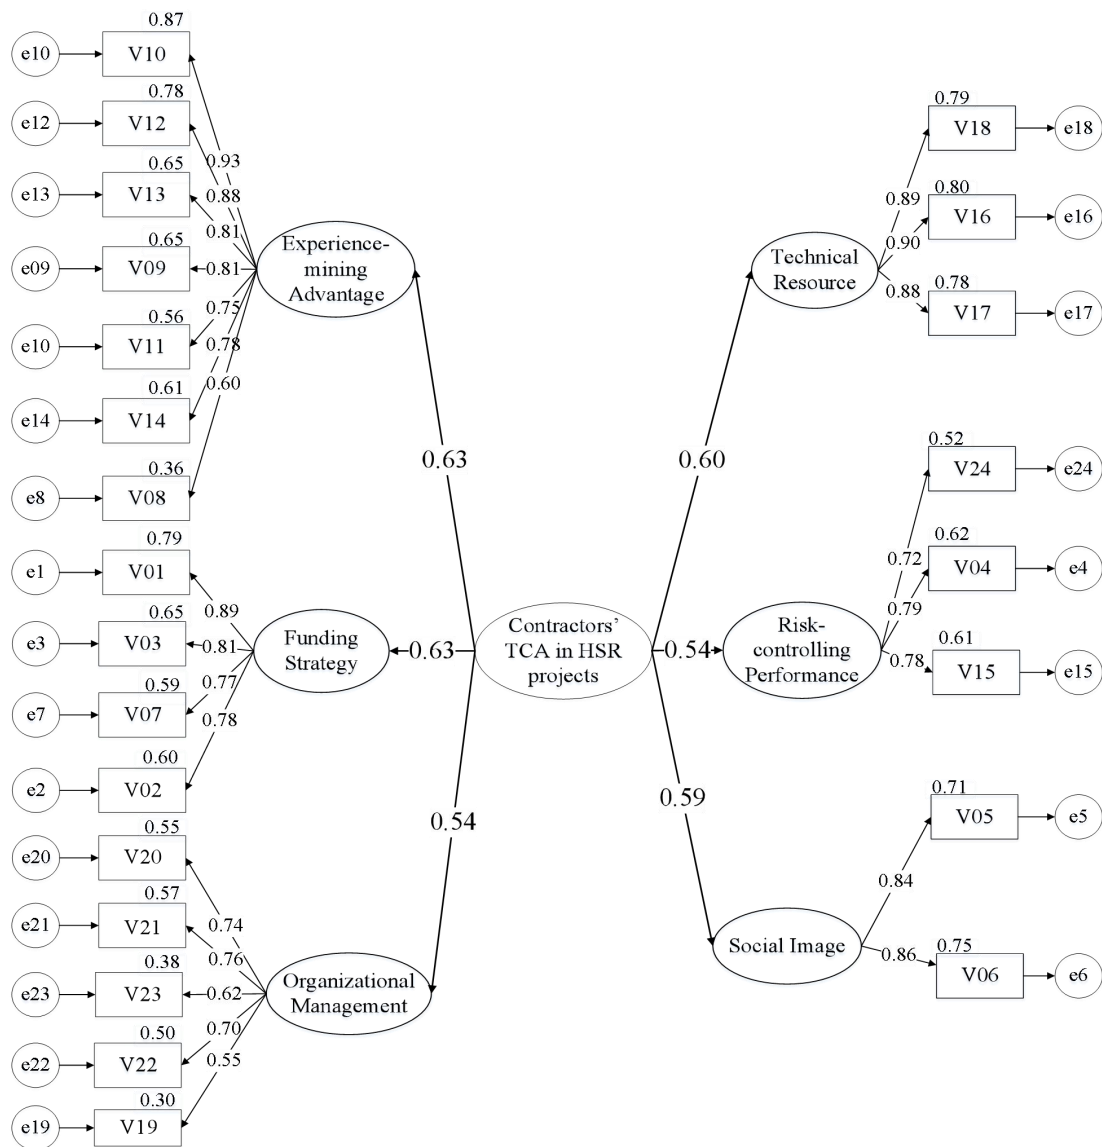 0.87
e10
V10
0.78
e12
V12
0.65
e13
V13
0.65
e09
V09
0.56
e10
V11
0.61
e14
V14
0.36
e8
V08
0.93
0.88
0.81
0.81
0.75
0.78
0.60
Experience-
mining
Advantage
0.63
0.79
e1
V01
0.65
e3
V03
0.59
e7
V07
0.60
e2
V02
0.89
0.81
0.77
0.78
Funding
Strategy
0.63
0.55
e20
V20
0.57
e21
V21
0.38
e23
V23
0.50
e22
V22
0.30
e19
V19
0.74
0.76
0.62
0.70
0.55
Organizational
Management
0.54
Contractors’
TCA in HSR
projects
0.60
Technical
Resource
0.89
0.90
0.88
0.79
V18
e18
0.80
V16
e16
0.78
V17
e17
0.54
Risk-
controlling
Performance
0.72
0.79
0.78
0.52
V24
e24
0.62
V04
e4
0.61
V15
e15
0.59
Social Image
0.84
0.86
0.71
V05
e5
0.75
V06
e6